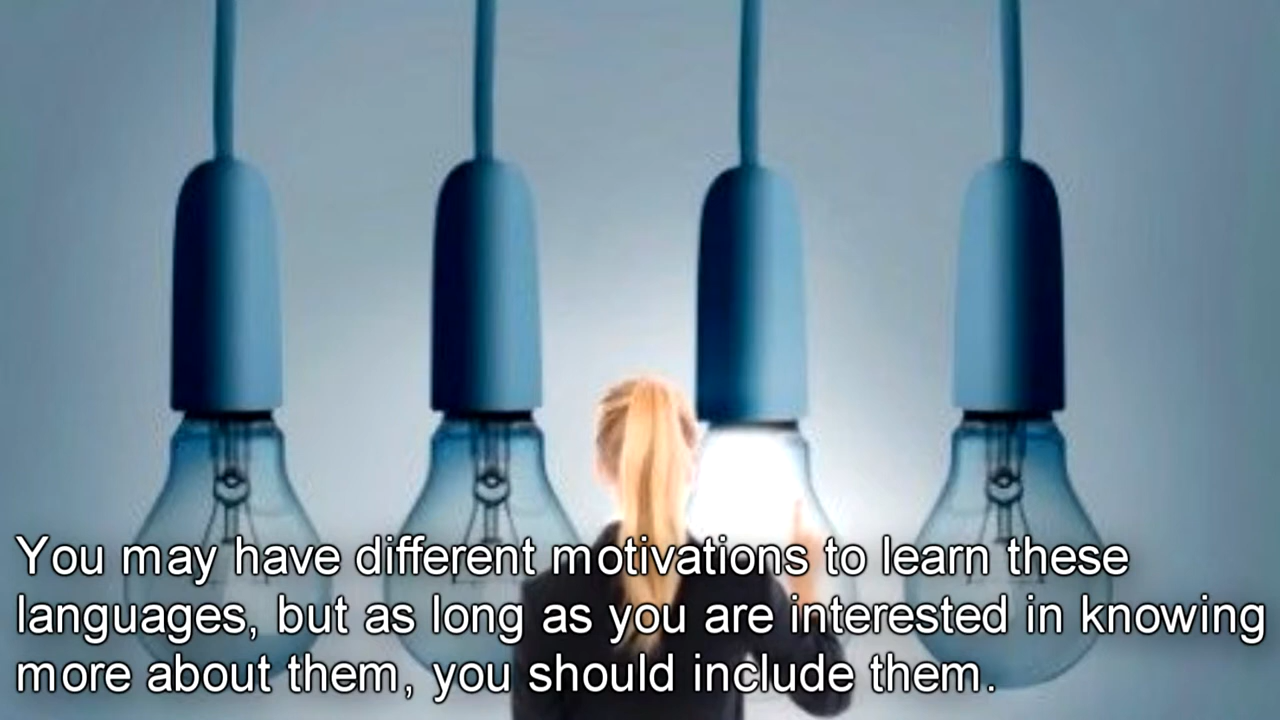 You may have different motivations to learn these
languages, but as long as you are interested in knowing
more about them, you should include them.